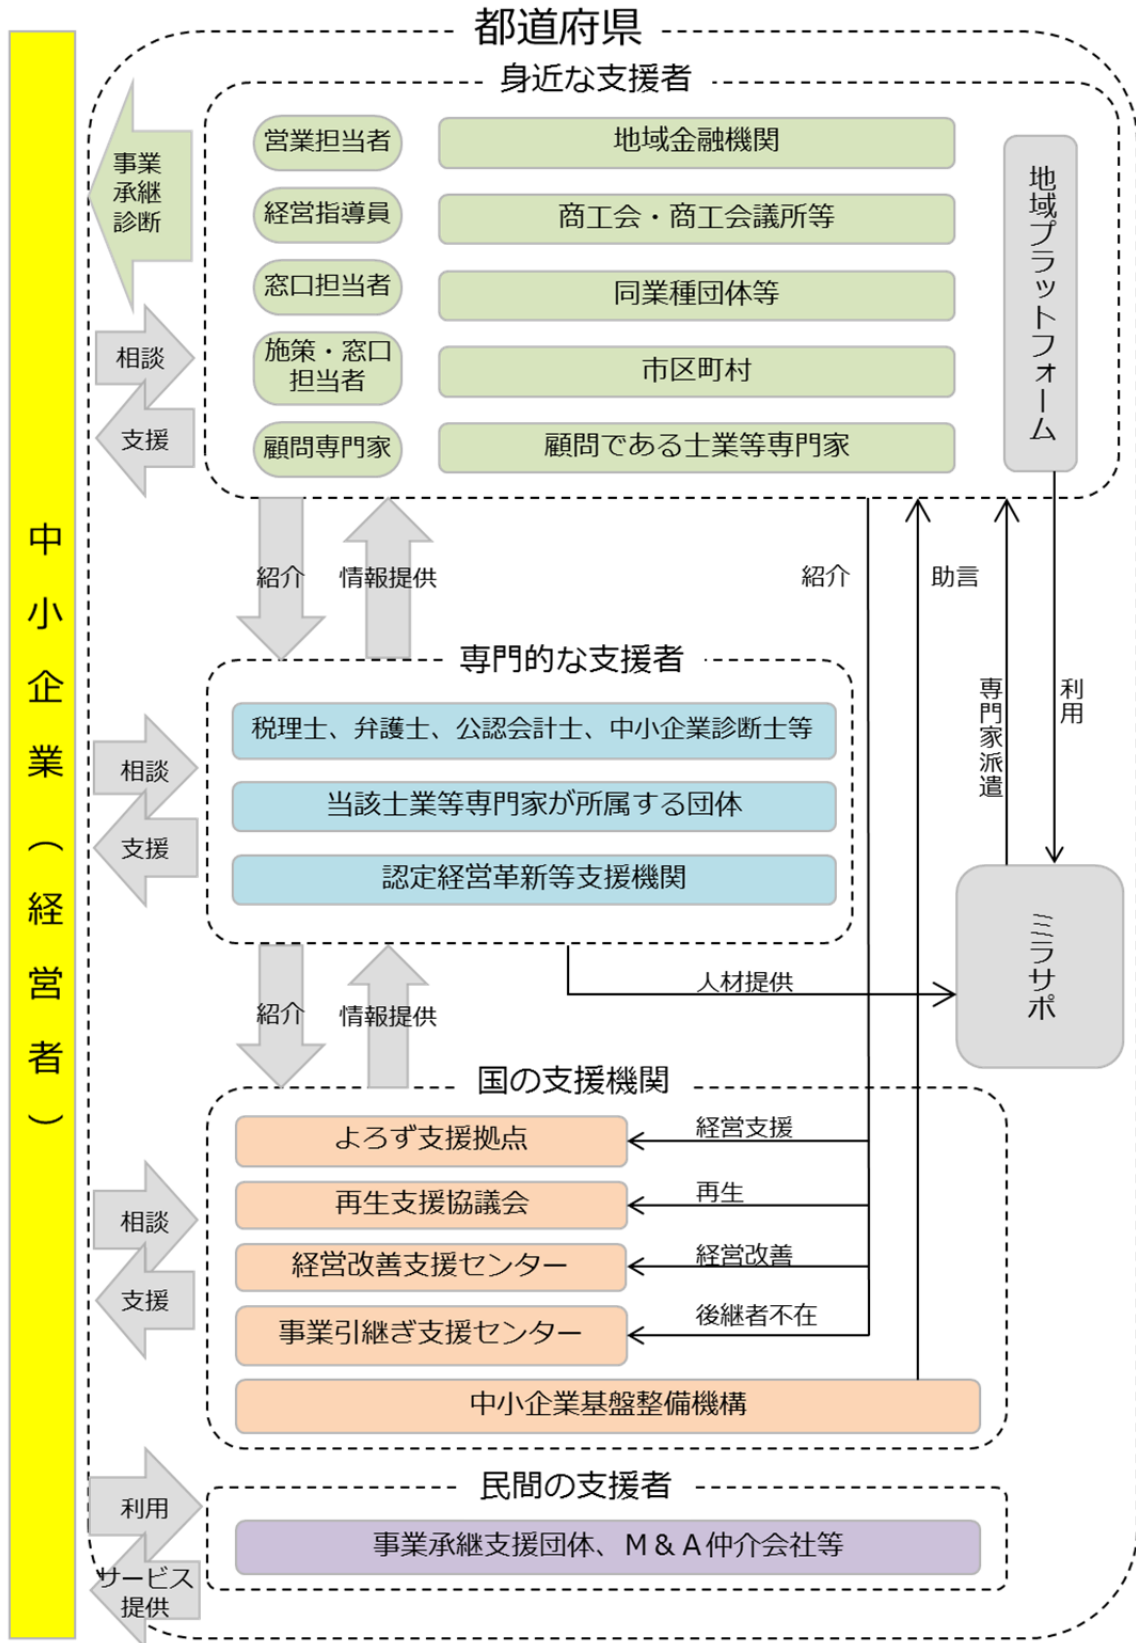 都道府県
身近な支援者
中小企業（経営者）
事業
承継
診断
相談
支援
営業担当者
地域金融機関
経営指導員
商工会・商工会議所等
窓口担当者
同業種団体等
施策・窓口
担当者
市区町村
顧問専門家
顧問である士業等専門家
地域プラットフォーム
紹介
情報提供
紹介
助言
専門家派遣
利用
専門的な支援者
相談
支援
税理士、弁護士、公認会計士、中小企業診断士等
当該士業等専門家が所属する団体
認定経営革新等支援機関
ミラサポ
人材提供
紹介
情報提供
国の支援機関
相談
支援
よろず支援拠点
経営支援
再生支援協議会
再生
経営改善支援センター
経営改善
事業引継ぎ支援センター
後継者不在
中小企業基盤整備機構
民間の支援者
利用
サービス
提供
事業承継支援団体、Ｍ＆Ａ仲介会社等